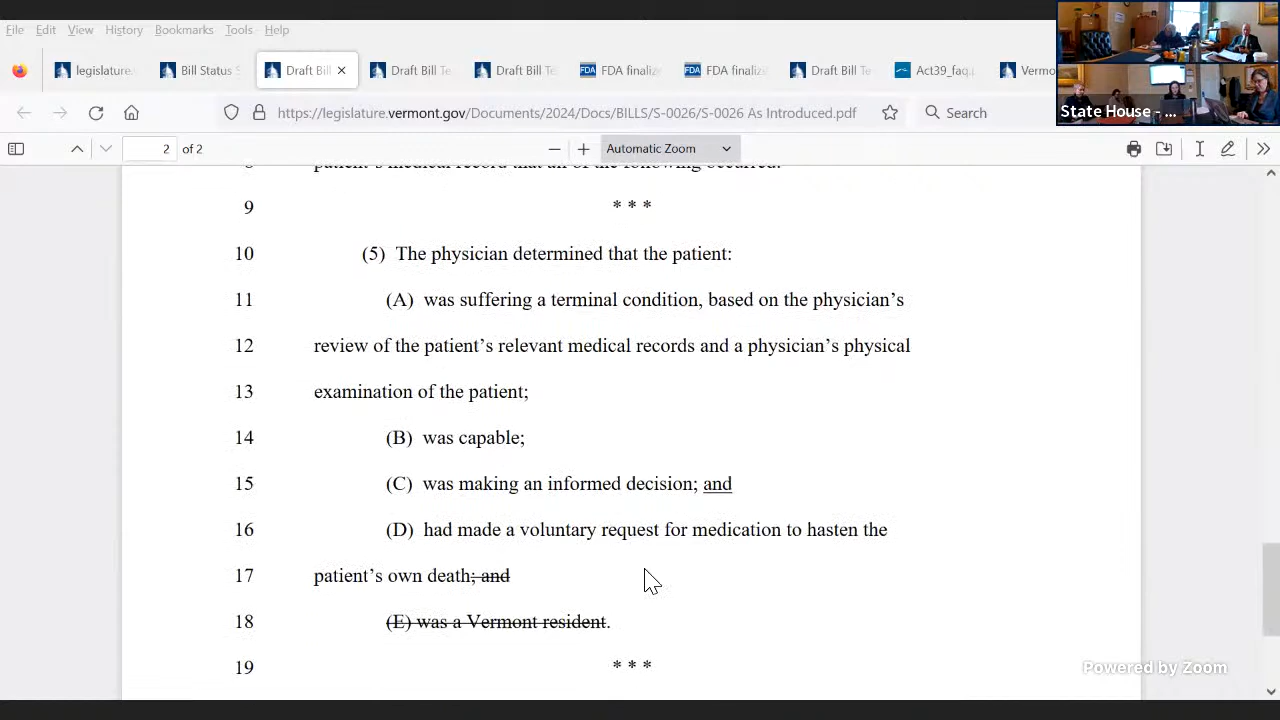 File Edit View History Bookmarks Tools Help
legislature. Bill Status S Draft Bill Draft Bill Te Draft Bill Te FDA FDA finaliz FDA FDA finaliz Draft Bill Te Act39_faq.p Vermo
https://legislature.vermont.gov/Documents/2024/Docs/BILLS/S-0026/S-0026 As Introduced.pdf Search
State House - ...
2 of 2 Automatic Zoom
9 * * *
10 (5) The physician determined that the patient:
11 (A) was suffering a terminal condition, based on the physician's
12 review of the patient's relevant medical records and a physician's physical
13 examination of the patient;
14 (B) was capable;
15 (C) was making an informed decision; and
16 (D) had made a voluntary request for medication to hasten the
17 patient's own death; and
18 (E) was a Vermont resident.
19 * * *
Powered by Zoom